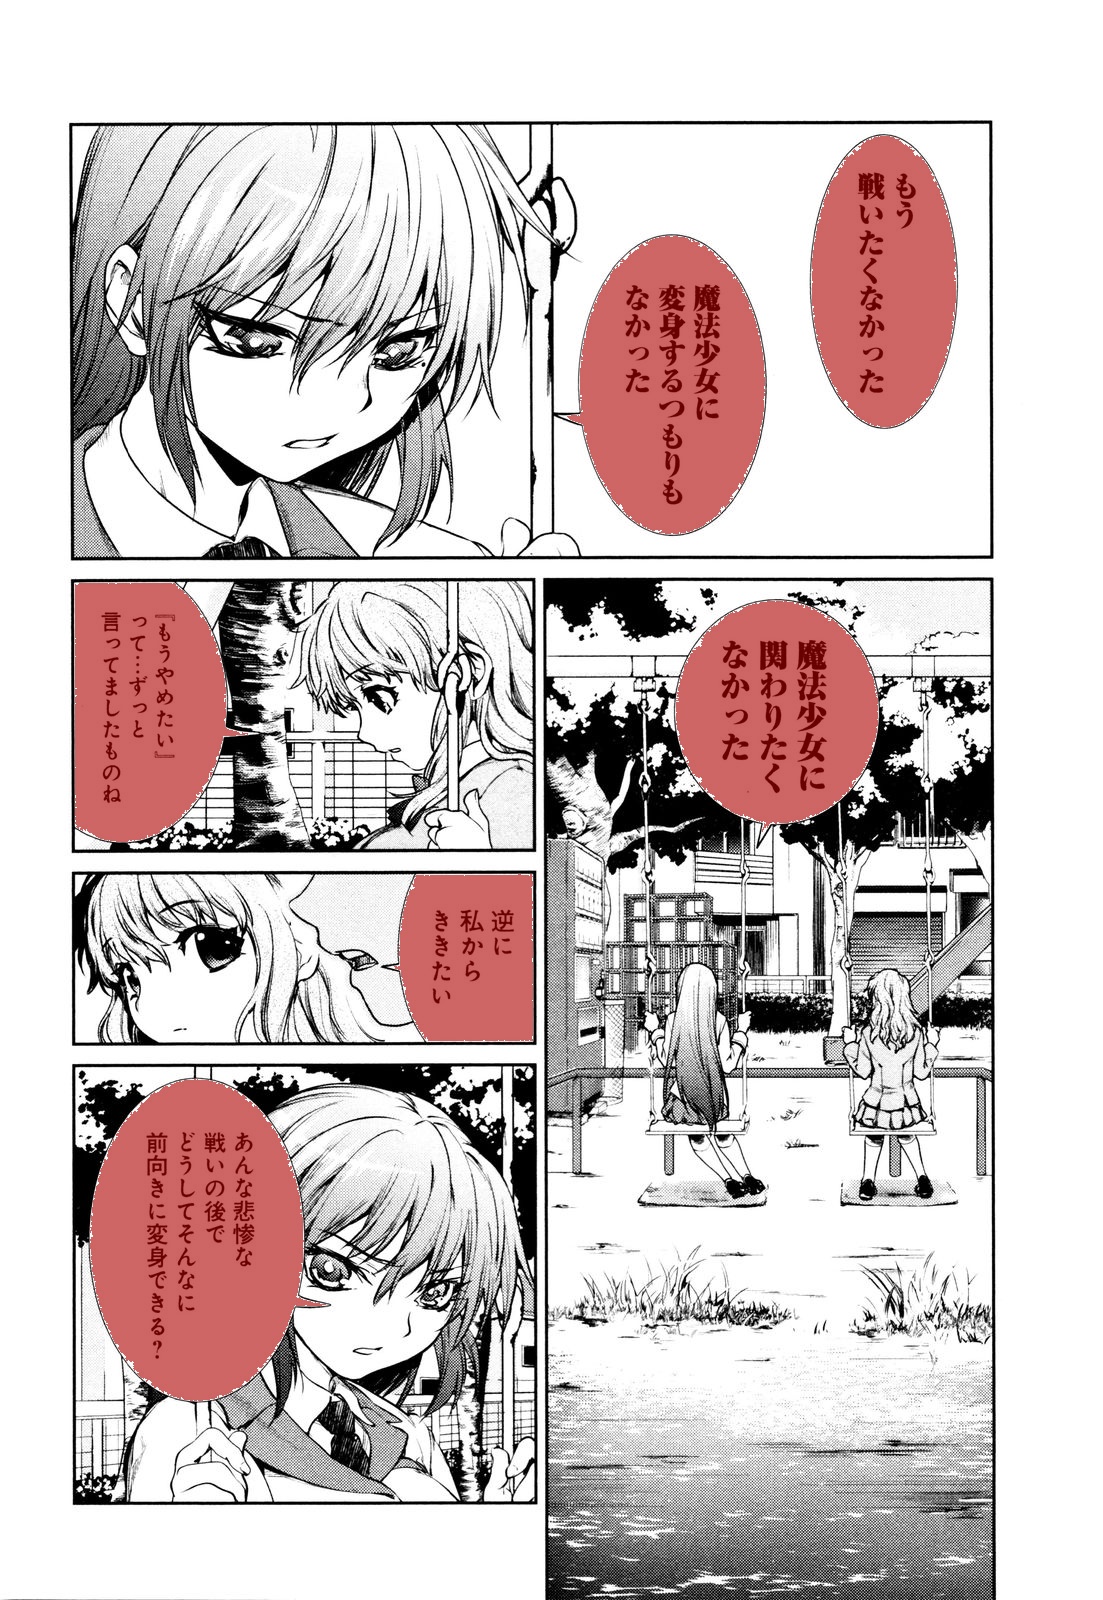 もう
戦いたくなかった
魔法少女に
変身するつもりも
なかった
魔法少女に
関わりたく
なかった
『もうやめたい』
って…ずっと
言ってましたものね
逆に
私から
ききたい
あんな悲惨な
戦いの後で
どうしてそんなに
前向きに変身できる?